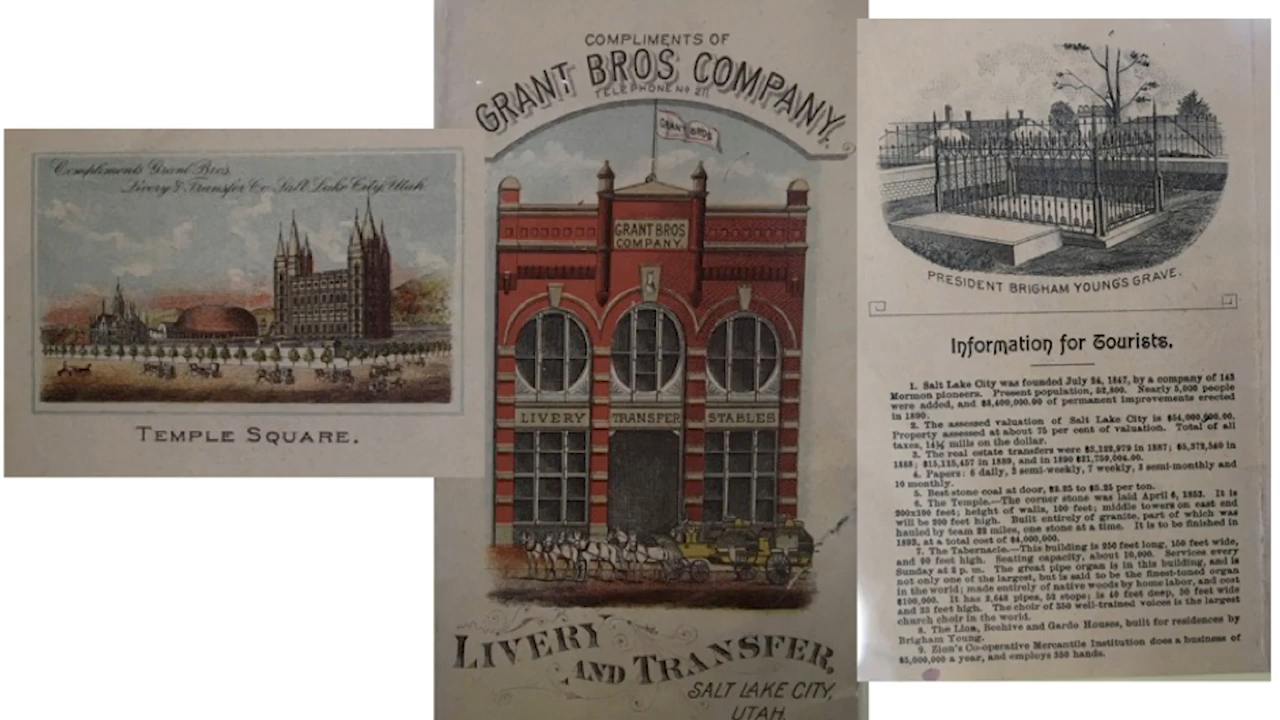 Compliments Grant Bros.
Livery & Transfer Co. Salt Lake City, Utah.
TEMPLE SQUARE.
COMPLIMENTS OF
GRANT BROS COMPANY.
TELEPHONE No 211.
GRANT BROS
GRANT BROS
COMPANY.
LIVERY TRANSFER STABLES
LIVERY
AND TRANSFER,
SALT LAKE CITY,
UTAH.
PRESIDENT BRIGHAM YOUNG'S GRAVE.
Information for Tourists.
1. Salt Lake City was founded July 24, 1847, by a company of 143
Mormon pioneers. Present population, 52,800. Nearly 5,000 people
were added, and $8,400,000.00 of permanent improvements erected
in 1890.
2. The assessed valuation of Salt Lake City is $54,000,000.00.
Property assessed at about 75 per cent of valuation. Total of all
taxes, 14½ mills on the dollar.
3. The real estate transfers were $3,122,979 in 1887; $5,372,549 in
1888; $15,115,457 in 1889, and in 1890 $21,759,004.00.
4. Papers: 6 daily, 3 semi-weekly, 7 weekly, 3 semi-monthly and
10 monthly.
5. Best stone coal at door, $2.25 to $5.25 per ton.
6. The Temple.—The corner stone was laid April 6, 1853. It is
200x100 feet; height of walls, 100 feet; middle towers on east end
will be 200 feet high. Built entirely of granite, part of which was
hauled by team 22 miles, one stone at a time. It is to be finished in
1892, at a total cost of $4,000,000.
7. The Tabernacle.—This building is 250 feet long, 150 feet wide,
and 90 feet high. Seating capacity, about 10,000. Services every
Sunday at 2 p. m. The great pipe organ is in this building, and is
not only one of the largest, but is said to be the finest-toned organ
in the world; made entirely of native woods by home labor, and cost
$100,000. It has 2,648 pipes, 52 stops; is 40 feet deep, 30 feet wide
and 33 feet high. The choir of 350 well-trained voices is the largest
church choir in the world.
8. The Lion, Beehive and Gardo Houses, built for residences by
Brigham Young.
9. Zion's Co-operative Mercantile Institution does a business of
$5,000,000 a year, and employs 350 hands.